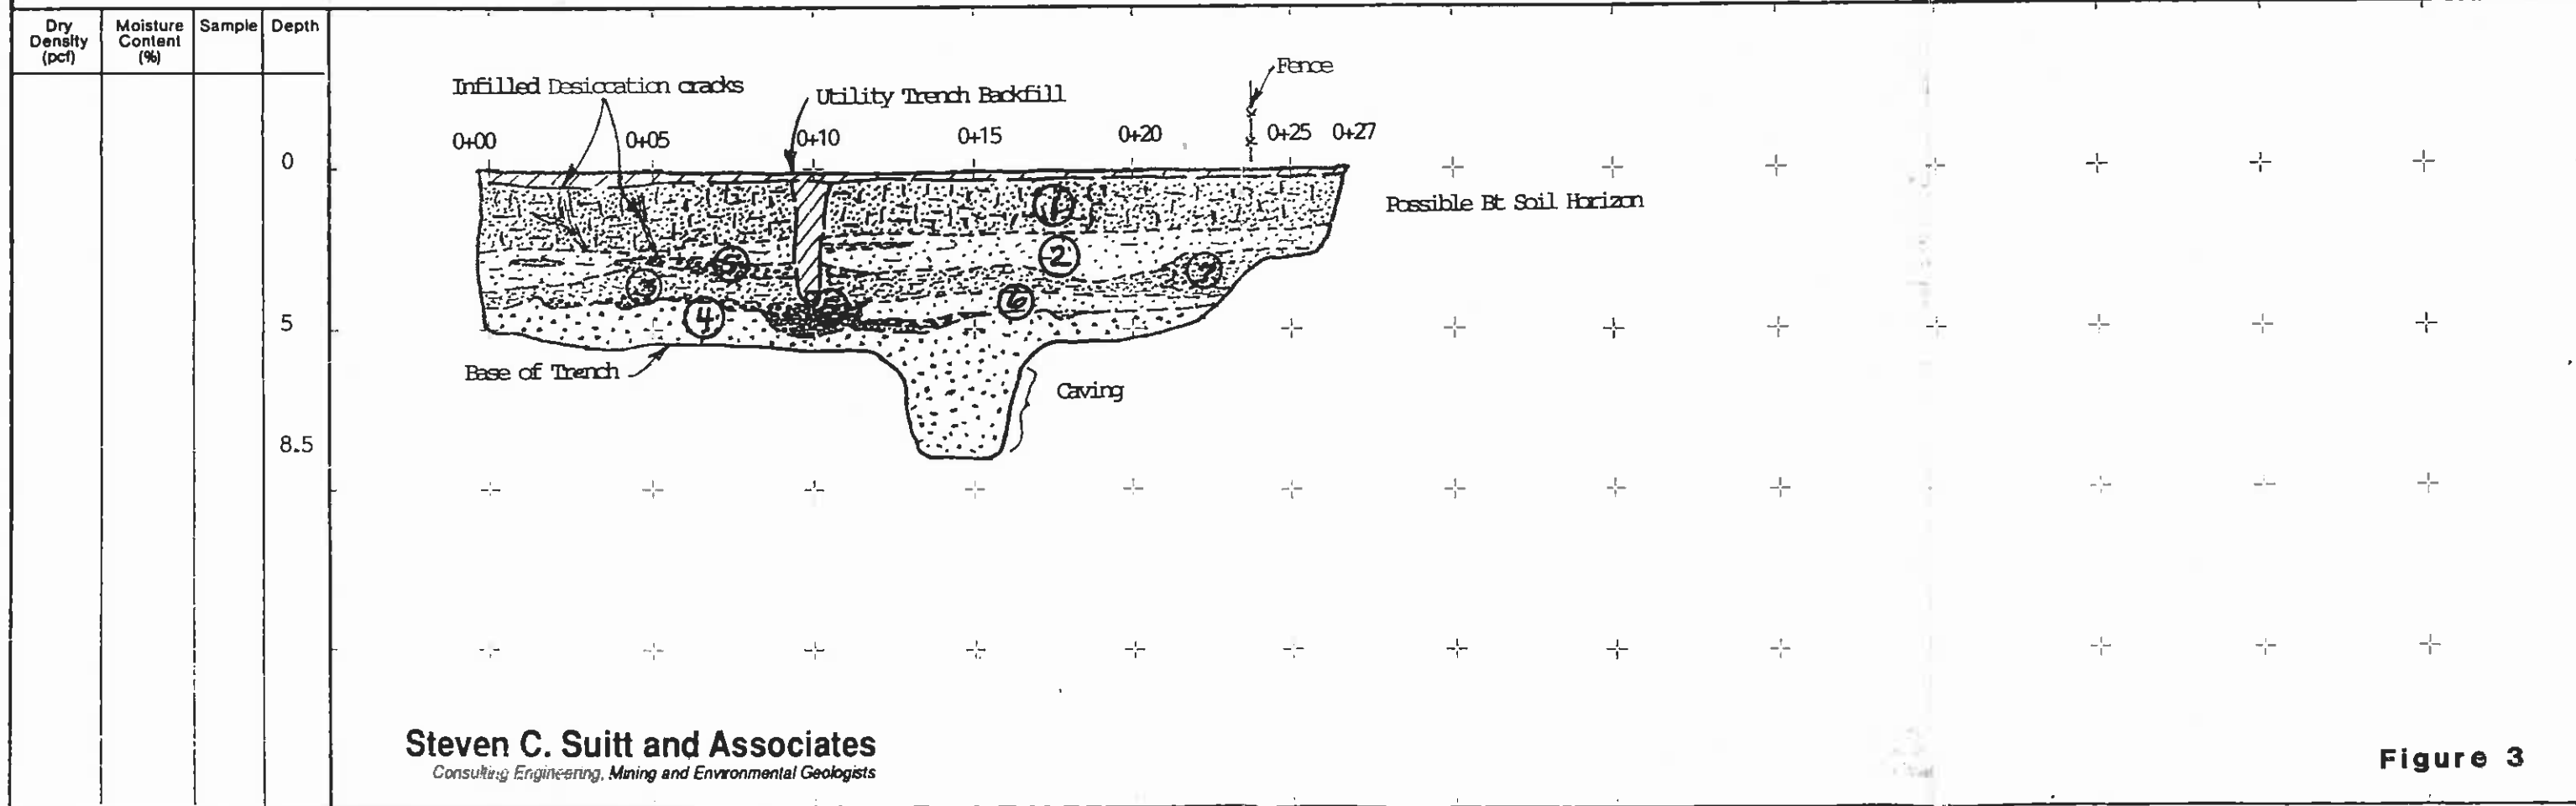 Dry
Density
(pcf)
Moisture
Content
(%)
Sample
Depth
Infilled Desiccation cracks
Utility Trench Backfill
Fence
0+00
0+05
0+10
0+15
0+20
0+25
0+27
0
Possible Bt Soil Horizon
1
2
5
3
7
6
4
5
5
Base of Trench
Caving
8.5
Steven C. Suitt and Associates
Consulting Engineering, Mining and Environmental Geologists
Figure 3